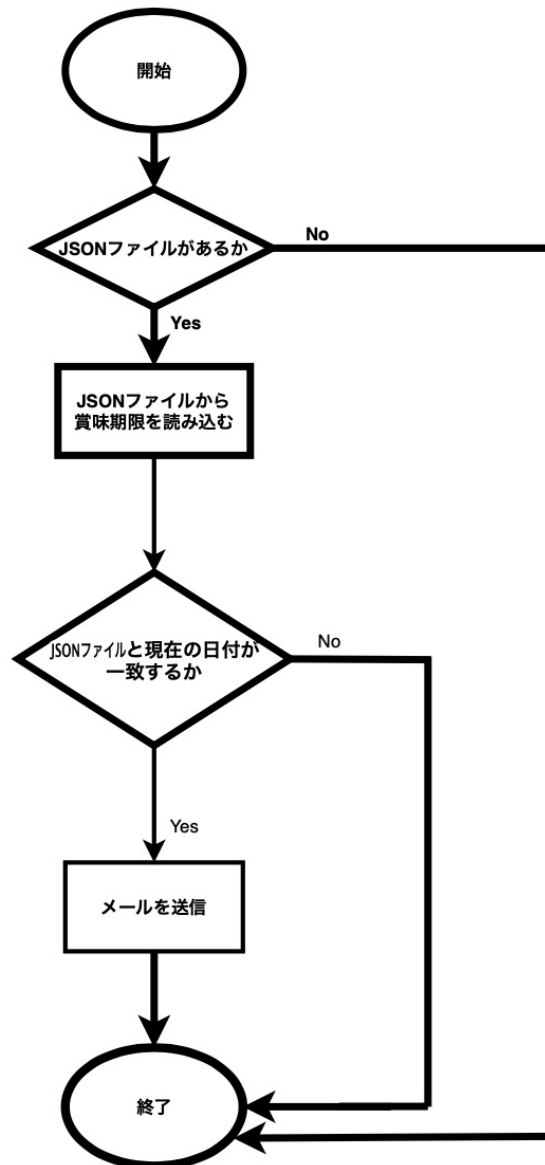 開始
JSONファイルがあるか
No
Yes
JSONファイルから
賞味期限を読み込む
JSONファイルと現在の日付が
一致するか
No
Yes
メールを送信
終了